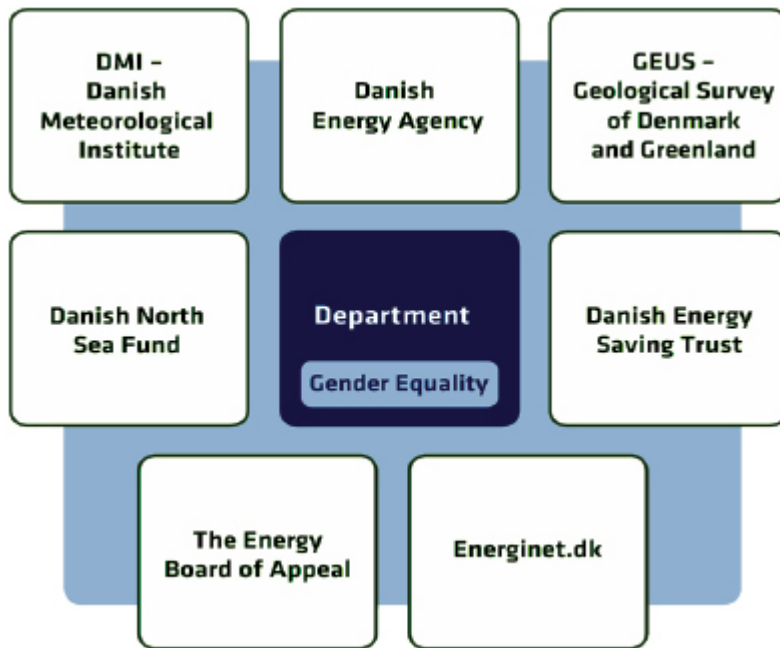 DMI –
Danish
Meteorological
Institute
Danish
Energy Agency
GEUS –
Geological Survey
of Denmark
and Greenland
Danish North
Sea Fund
Department
Gender Equality
Danish Energy
Saving Trust
The Energy
Board of Appeal
Energinet.dk